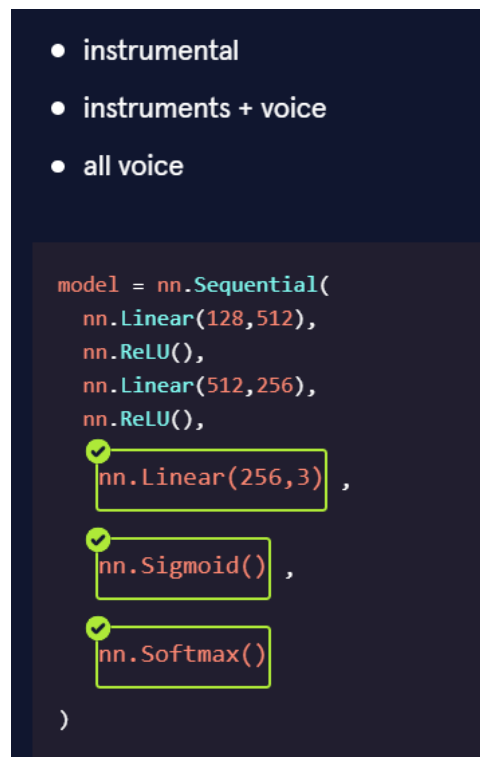 • instrumental
• instruments + voice
• all voice
model = nn.Sequential(
nn.Linear(128,512),
nn.ReLU(),
nn.Linear(512,256),
nn.ReLU(),
nn.Linear(256,3) ,
nn.Sigmoid() ,
nn.Softmax()
)